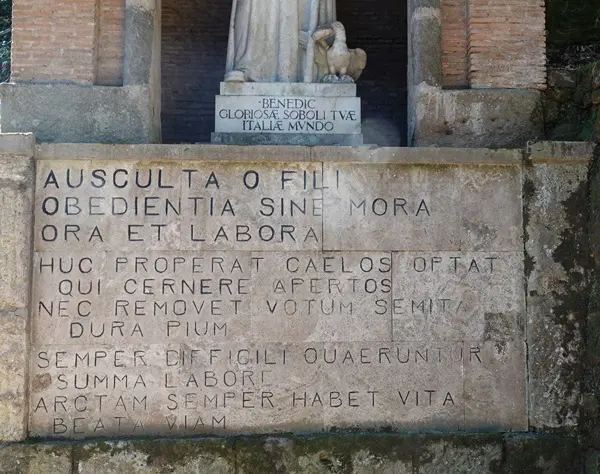 BENEDIC
GLORIOSÆ SOBOLI TVÆ
ITALIÆ MVNDO
AUSCULTA O FILI
OBEDIENTIA SINE MORA
ORA ET LABORA
HUC PROPERAT CAELOS OPTAT
QUI CERNERE APERTOS
NEC REMOVET VOTUM SEMITA
DURA PIUM
SEMPER DIFFICILI QUAERUNTUR
SUMMA LABORE
ARCTAM SEMPER HABET VITA
BEATA VIAM